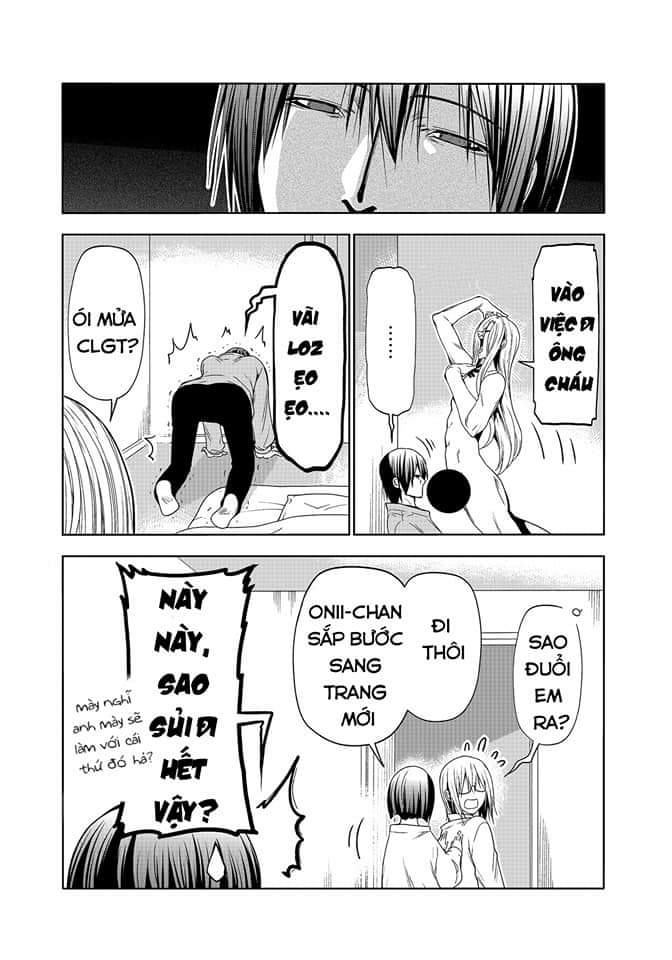 VÀO
VIỆC ĐI
ÔNG
CHÁU
......
VÃI
LOZ
ẸO
ẸO....
ÓI MỬA
CLGT?
SAO
ĐUỔI
EM
RA?
ĐI
THÔI
ONII-CHAN
SẮP BƯỚC
SANG
TRANG
MỚI
NÀY
NÀY,
SAO
SỦI ĐI
HẾT
VẬY?
mày nghĩ
anh mày sẽ
làm với cái
thứ đó hả?